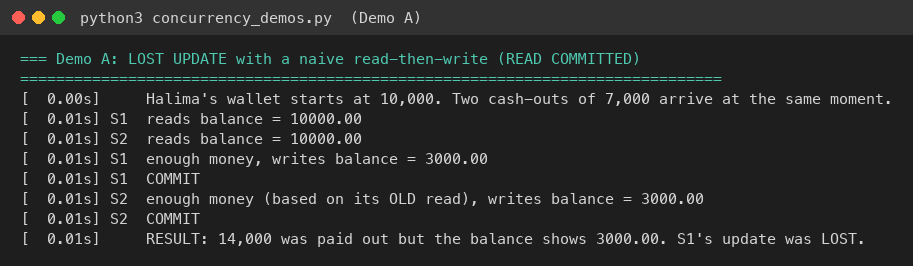 python3 concurrency_demos.py  (Demo A)
=== Demo A: LOST UPDATE with a naive read-then-write (READ COMMITTED)
==============================================================================
[  0.00s]     Halima's wallet starts at 10,000. Two cash-outs of 7,000 arrive at the same moment.
[  0.01s] S1  reads balance = 10000.00
[  0.01s] S2  reads balance = 10000.00
[  0.01s] S1  enough money, writes balance = 3000.00
[  0.01s] S1  COMMIT
[  0.01s] S2  enough money (based on its OLD read), writes balance = 3000.00
[  0.01s] S2  COMMIT
[  0.01s]     RESULT: 14,000 was paid out but the balance shows 3000.00. S1's update was LOST.